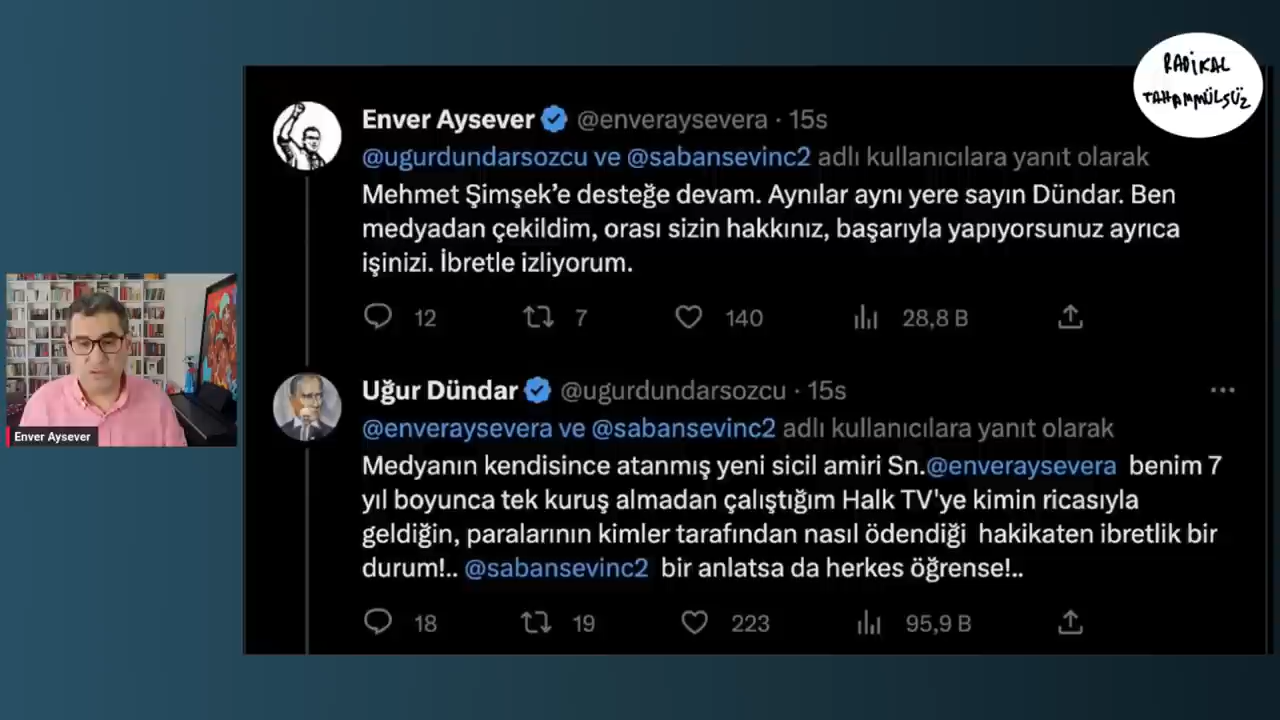 RADİKAL
TAHAMMÜLSÜZ
Enver Aysever @enveraysevera · 15s
@ugurdundarsozcu ve @sabansevinc2 adlı kullanıcılara yanıt olarak
Mehmet Şimşek’e desteğe devam. Aynılar aynı yere sayın Dündar. Ben
medyadan çekildim, orası sizin hakkınız, başarıyla yapıyorsunuz ayrıca
işinizi. İbretle izliyorum.
12 7 140 28,8 B
Uğur Dündar @ugurdundarsozcu · 15s
@enveraysevera ve @sabansevinc2 adlı kullanıcılara yanıt olarak
Medyanın kendisince atanmış yeni sicil amiri Sn.@enveraysevera benim 7
yıl boyunca tek kuruş almadan çalıştığım Halk TV'ye kimin ricasıyla
geldiğin, paralarının kimler tarafından nasıl ödendiği hakikaten ibretlik bir
durum!.. @sabansevinc2 bir anlatsa da herkes öğrense!..
18 19 223 95,9 B
Enver Aysever